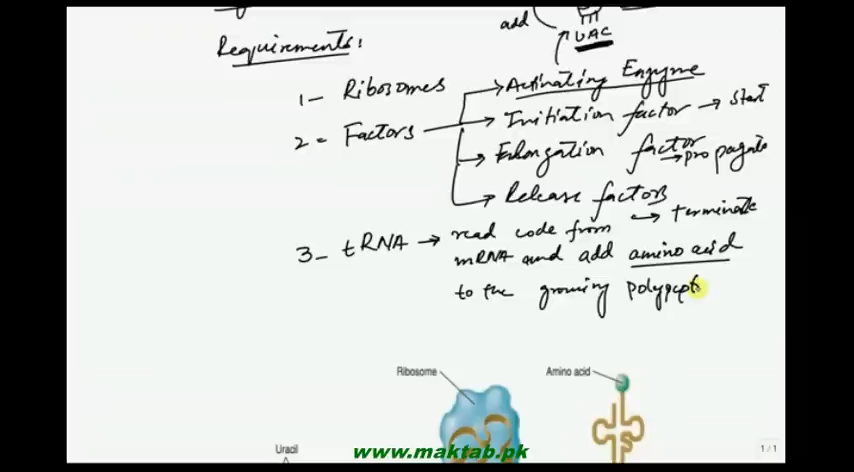 add
UAC
Requirements:
1- Ribosomes
2- Factors → Activating Enzyme
→ Initiation factor → start
→ Elongation factor → propagate
→ Release factors → terminate
3- tRNA → read code from
mRNA and add amino acid
to the growing polypept
Ribosome
Amino acid
Uracil
www.maktab.pk
1/1